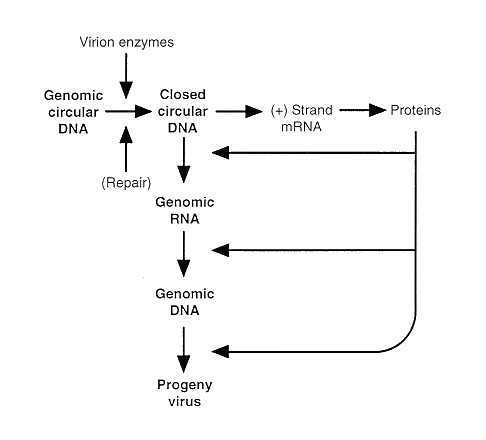 Virion enzymes
Genomic
circular
DNA
Closed
circular
DNA
(+) Strand
mRNA
Proteins
(Repair)
Genomic
RNA
Genomic
DNA
Progeny
virus